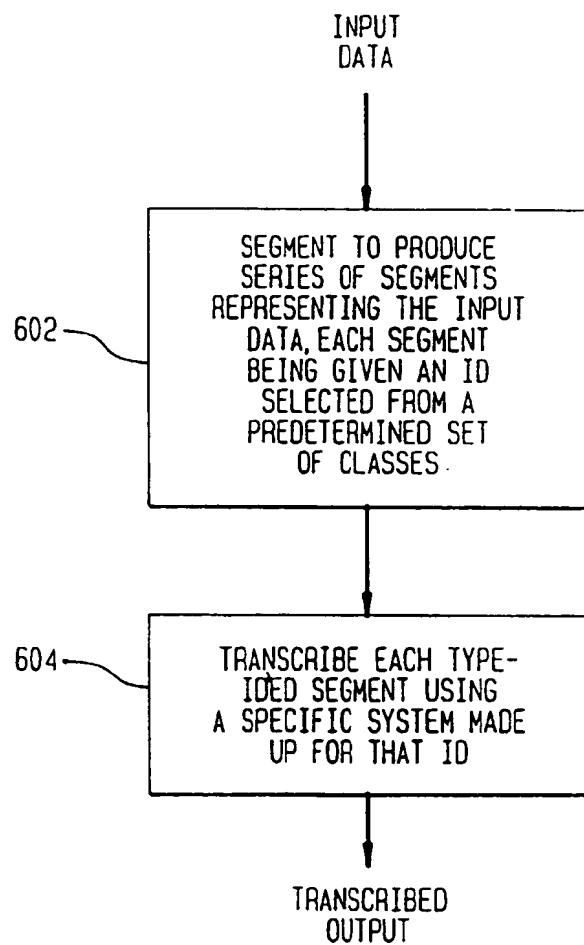 INPUT
DATA
SEGMENT TO PRODUCE
SERIES OF SEGMENTS
REPRESENTING THE INPUT
DATA, EACH SEGMENT
BEING GIVEN AN ID
SELECTED FROM A
PREDETERMINED SET
OF CLASSES.
602
TRANSCRIBE EACH TYPE-
IDED SEGMENT USING
A SPECIFIC SYSTEM MADE
UP FOR THAT ID
604
TRANSCRIBED
OUTPUT